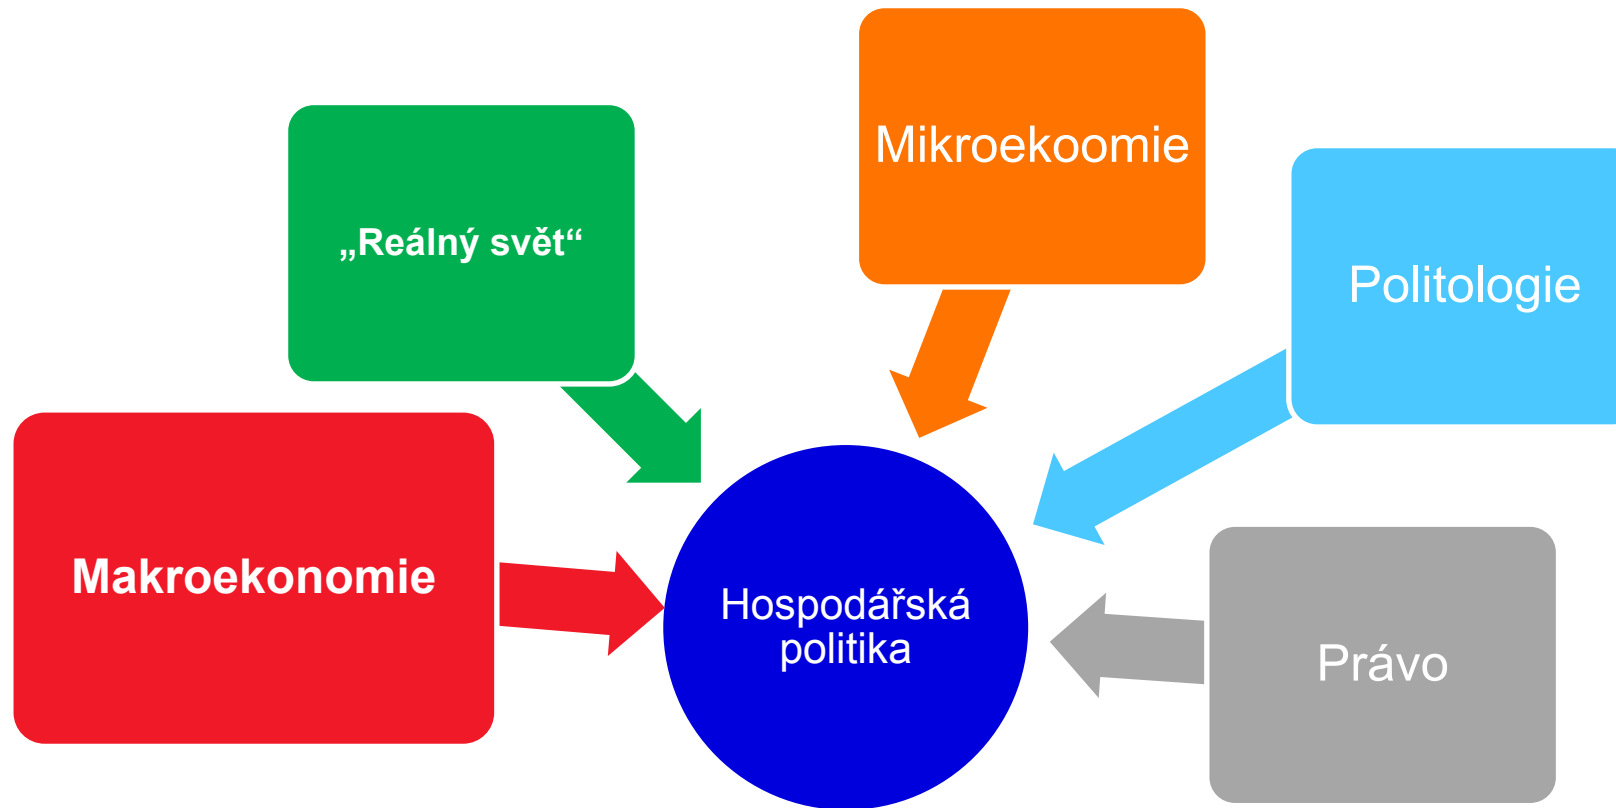 Mikroekoomie
„Reálný svět“
Politologie
Makroekonomie
Hospodářská
politika
Právo